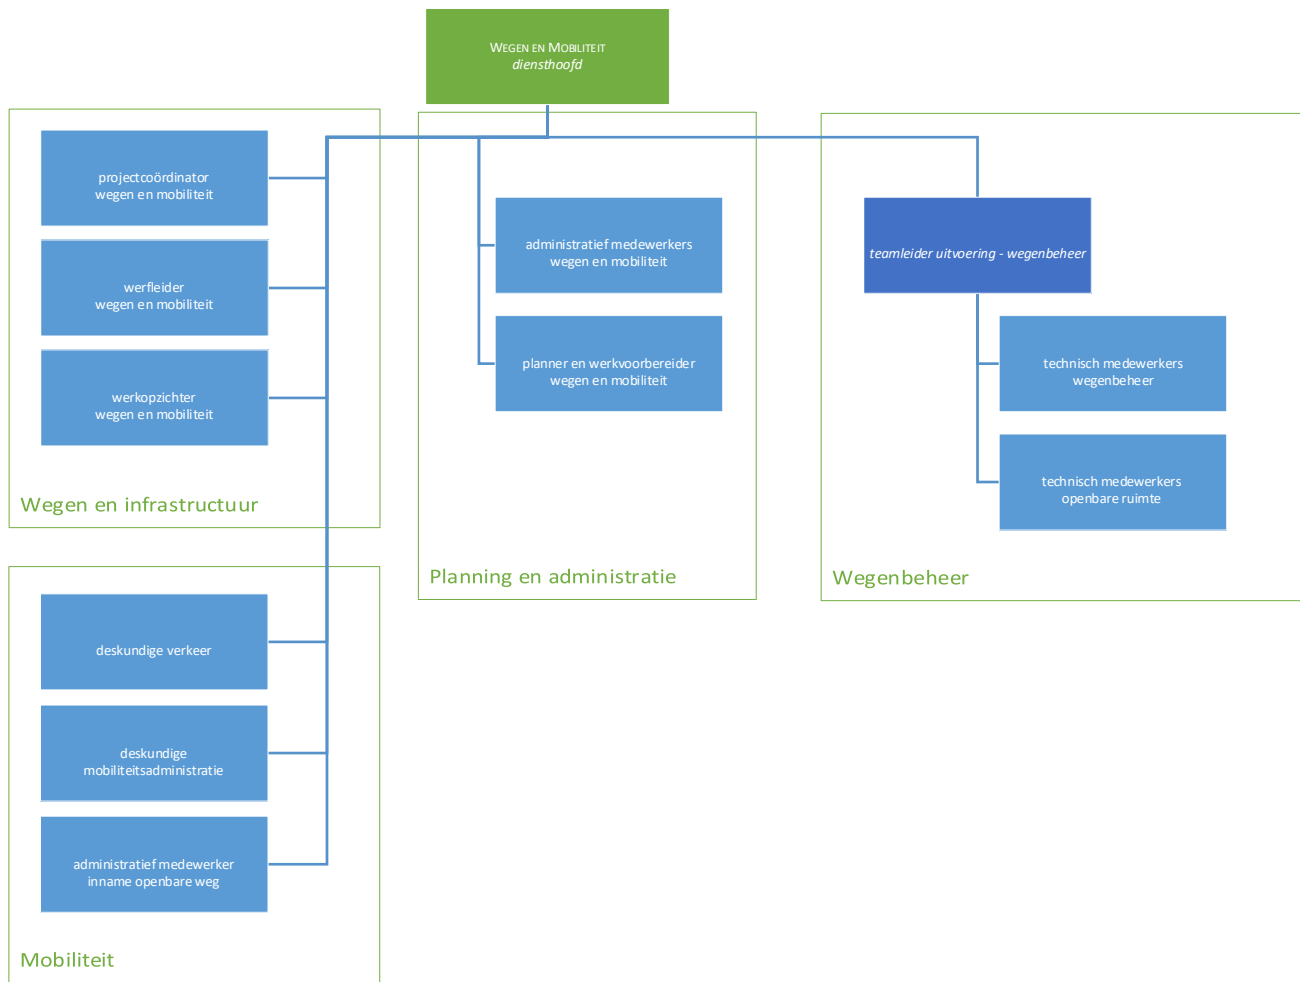 WEGEN EN MOBILITEIT
diensthoofd
projectcoördinator
wegen en mobiliteit
werfleider
wegen en mobiliteit
werkopzichter
wegen en mobiliteit
Wegen en infrastructuur
deskundige verkeer
deskundige
mobiliteitsadministratie
administratief medewerker
inname openbare weg
Mobiliteit
administratief medewerkers
wegen en mobiliteit
planner en werkvoorbereider
wegen en mobiliteit
Planning en administratie
teamleider uitvoering - wegenbeheer
technisch medewerkers
wegenbeheer
technisch medewerkers
openbare ruimte
Wegenbeheer